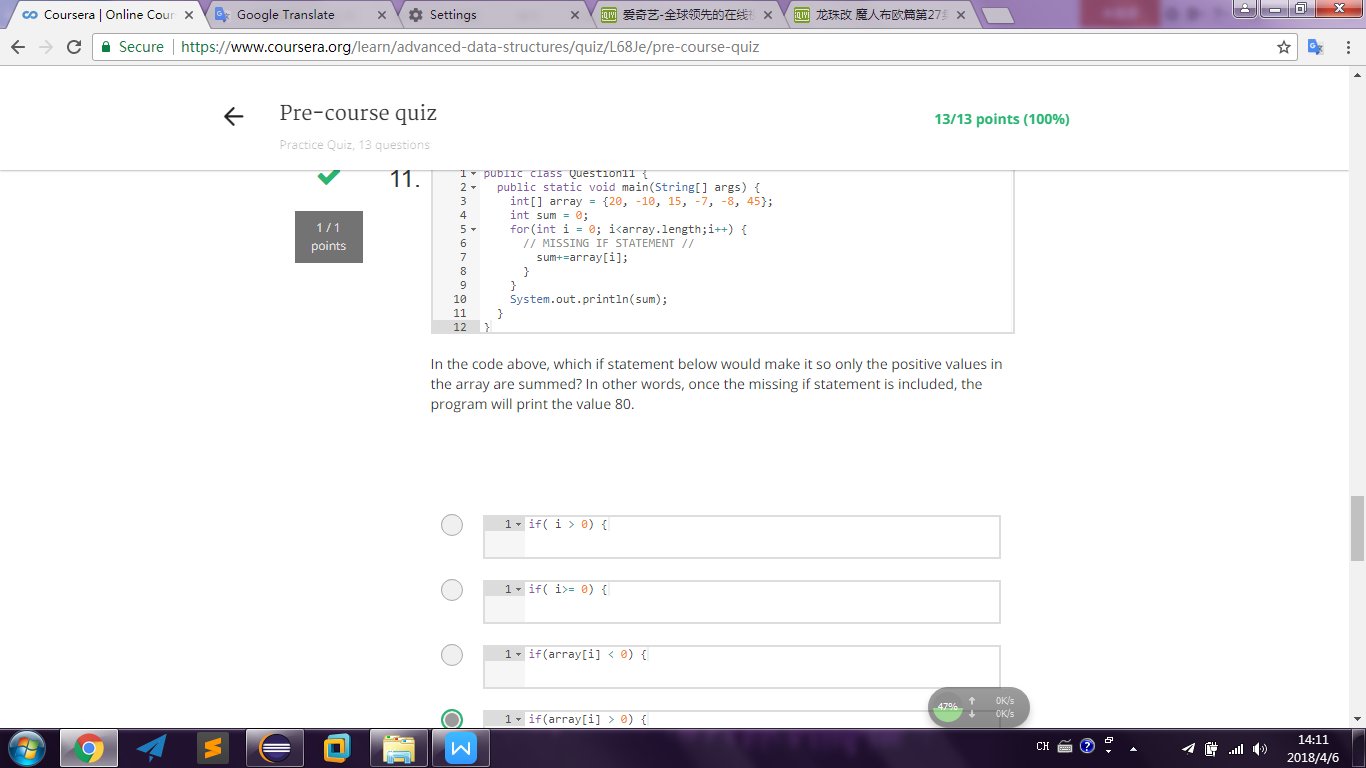 Coursera | Online Cour
Google Translate
Settings
爱奇艺-全球领先的在线视
龙珠改 魔人布欧篇第27集
Secure | https://www.coursera.org/learn/advanced-data-structures/quiz/L68Je/pre-course-quiz
Pre-course quiz
13/13 points (100%)
Practice Quiz, 13 questions
11.
1 / 1
points
1 public class Question11 {
2 public static void main(String[] args) {
3 int[] array = {20, -10, 15, -7, -8, 45};
4 int sum = 0;
5 for(int i = 0; i<array.length;i++) {
6 // MISSING IF STATEMENT //
7 sum+=array[i];
8 }
9 }
10 System.out.println(sum);
11 }
12 }
In the code above, which if statement below would make it so only the positive values in
the array are summed? In other words, once the missing if statement is included, the
program will print the value 80.
1 if( i > 0) {
1 if( i>= 0) {
1 if(array[i] < 0) {
1 if(array[i] > 0) {
47%
0K/s
0K/s
CH
14:11
2018/4/6